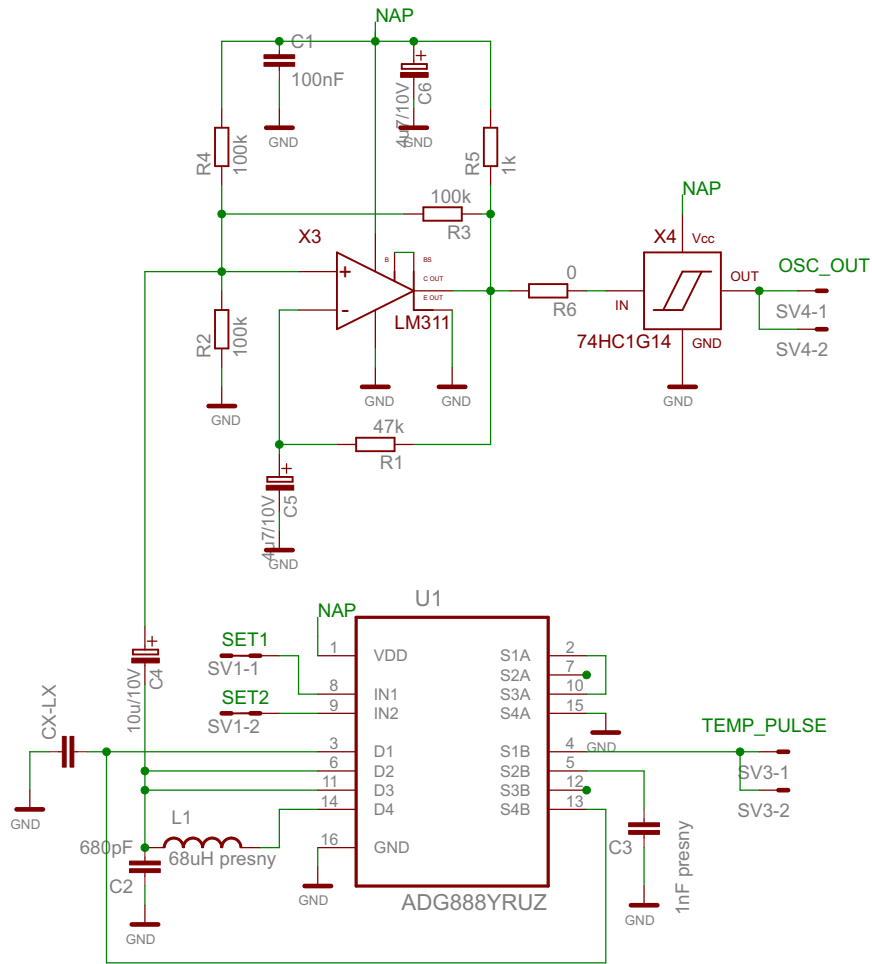 NAP
C1
100nF
4u7/10V
C6
GND
GND
R4
100k
R5
1k
100k
R3
X3
B
BS
C OUT
E OUT
+
-
LM311
R2
100k
GND
GND
GND
47k
R1
4u7/10V
C5
GND
0
R6
NAP
X4
Vcc
IN
OUT
74HC1G14
GND
GND
OSC_OUT
SV4-1
SV4-2
U1
NAP
SET1
SV1-1
SET2
SV1-2
1 VDD
8 IN1
9 IN2
3 D1
6 D2
11 D3
14 D4
16 GND
S1A 2
S2A 7
S3A 10
S4A 15
S1B 4
S2B 5
S3B 12
S4B 13
ADG888YRUZ
GND
GND
TEMP_PULSE
SV3-1
SV3-2
C3
1nF presny
GND
C4
10u/10V
CX-LX
GND
L1
68uH presny
680pF
C2
GND